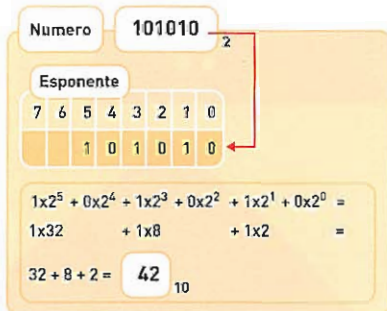 Numero 101010 2
Esponente
7 6 5 4 3 2 1 0
1 0 1 0 1 0
1x2⁵ + 0x2⁴ + 1x2³ + 0x2² + 1x2¹ + 0x2⁰ =
1x32 + 1x8 + 1x2 =
32 + 8 + 2 = 42 10